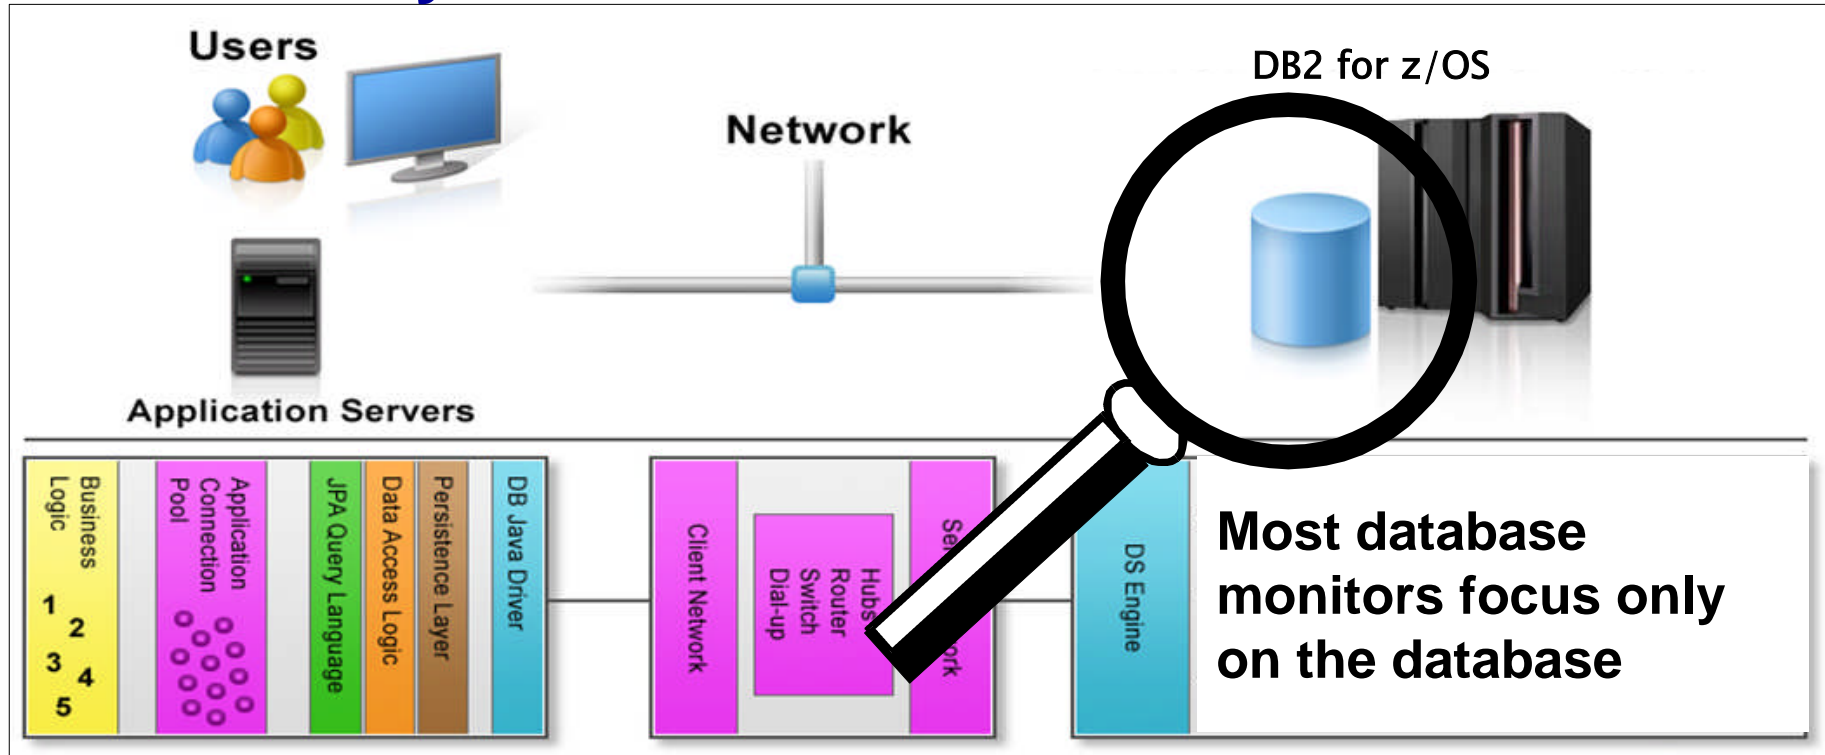 Users
DB2 for z/OS
Network
Application Servers
Business
Logic
1
2
3
4
5
Application
Connection
Pool
JPA Query Language
Data Access Logic
Persistence Layer
DB Java Driver
Client Network
Hubs
Router
Switch
Dial-up
DS Engine
Most database
monitors focus only
on the database